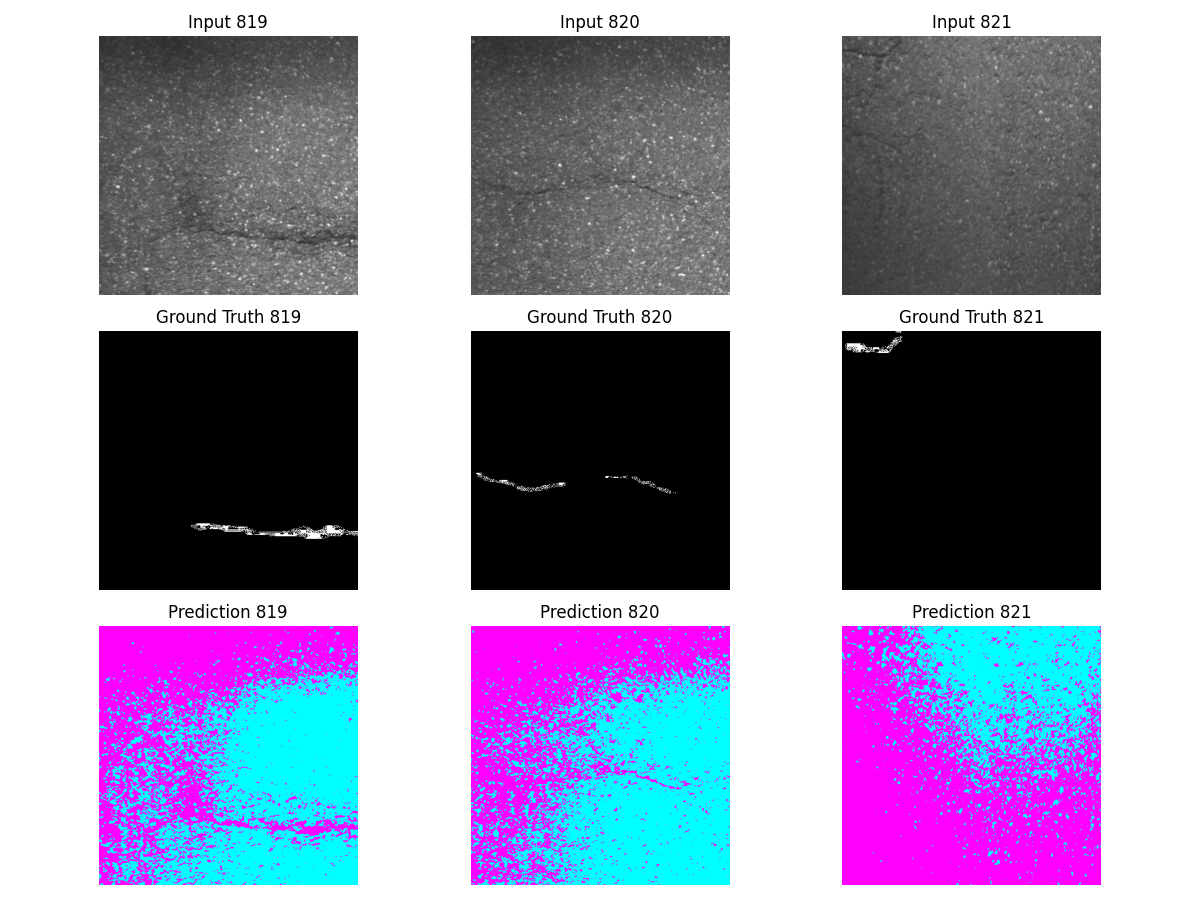 Input 819
Input 820
Input 821
Ground Truth 819
Ground Truth 820
Ground Truth 821
Prediction 819
Prediction 820
Prediction 821